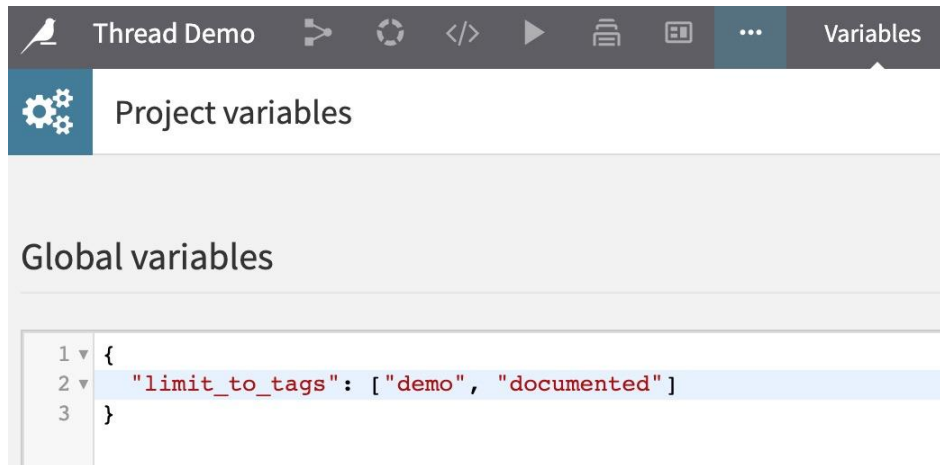 Thread Demo </> ... Variables
Project variables
Global variables
1 {
2 "limit_to_tags": ["demo", "documented"]
3 }